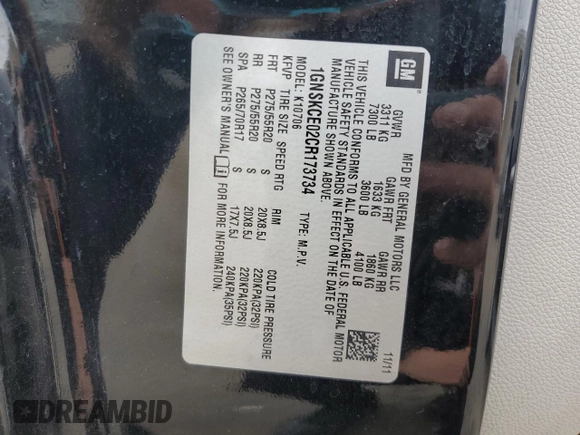 GM
MFD BY GENERAL MOTORS LLC
11/11
GVWR GAWR FRT GAWR RR
3311 KG 1633 KG 1860 KG
7300 LB 3600 LB 4100 LB
THIS VEHICLE CONFORMS TO ALL APPLICABLE U.S. FEDERAL MOTOR
VEHICLE SAFETY STANDARDS IN EFFECT ON THE DATE OF
MANUFACTURE SHOWN ABOVE.
1GNSKCE02CR173734 TYPE: M.P.V.
MODEL: K10706
KFVP TIRE SIZE SPEED RTG RIM COLD TIRE PRESSURE
FRT P275/55R20 S 20X8.5J 220KPA(32PSI)
RR P275/55R20 S 20X8.5J 220KPA(32PSI)
SPA P265/70R17 S 17X7.5J 240KPA(35PSI)
SEE OWNER'S MANUAL FOR MORE INFORMATION.
DREAMBID